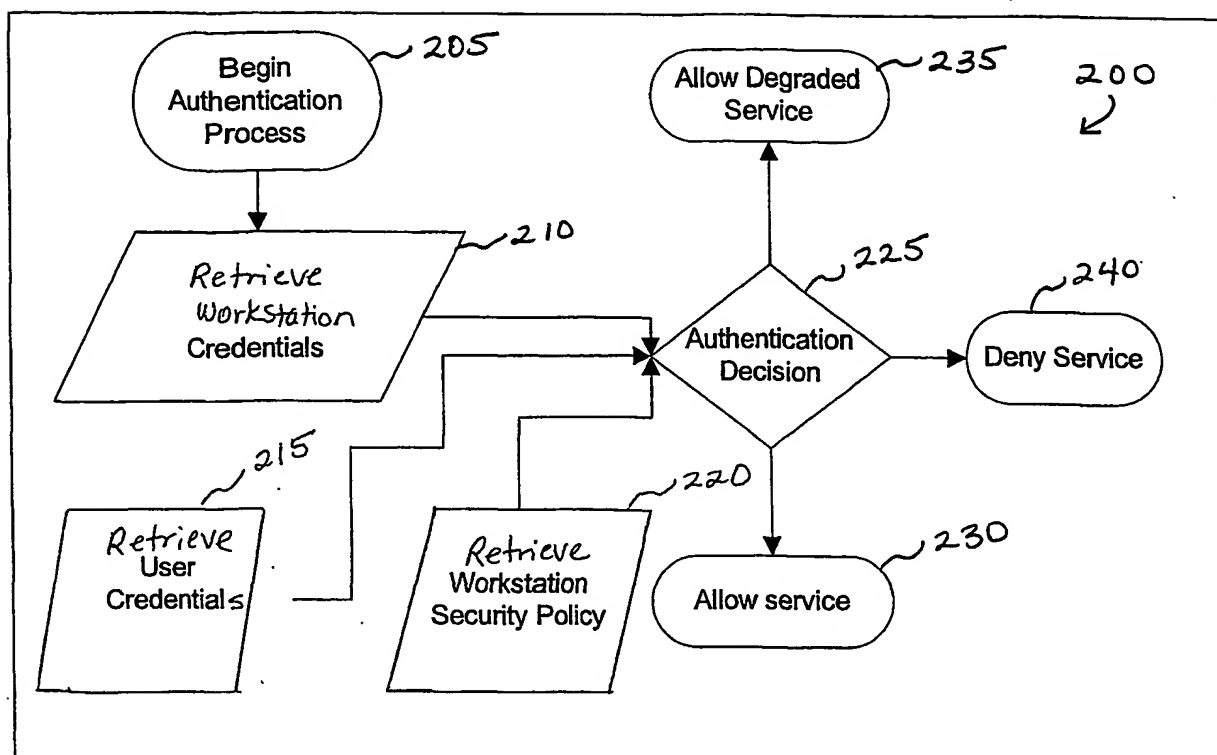 Begin
Authentication
Process
205
Allow Degraded
Service
235
200
Retrieve
Workstation
Credentials
210
Authentication
Decision
225
Deny Service
240
Retrieve
User
Credentials
215
Retrieve
Workstation
Security Policy
220
Allow service
230